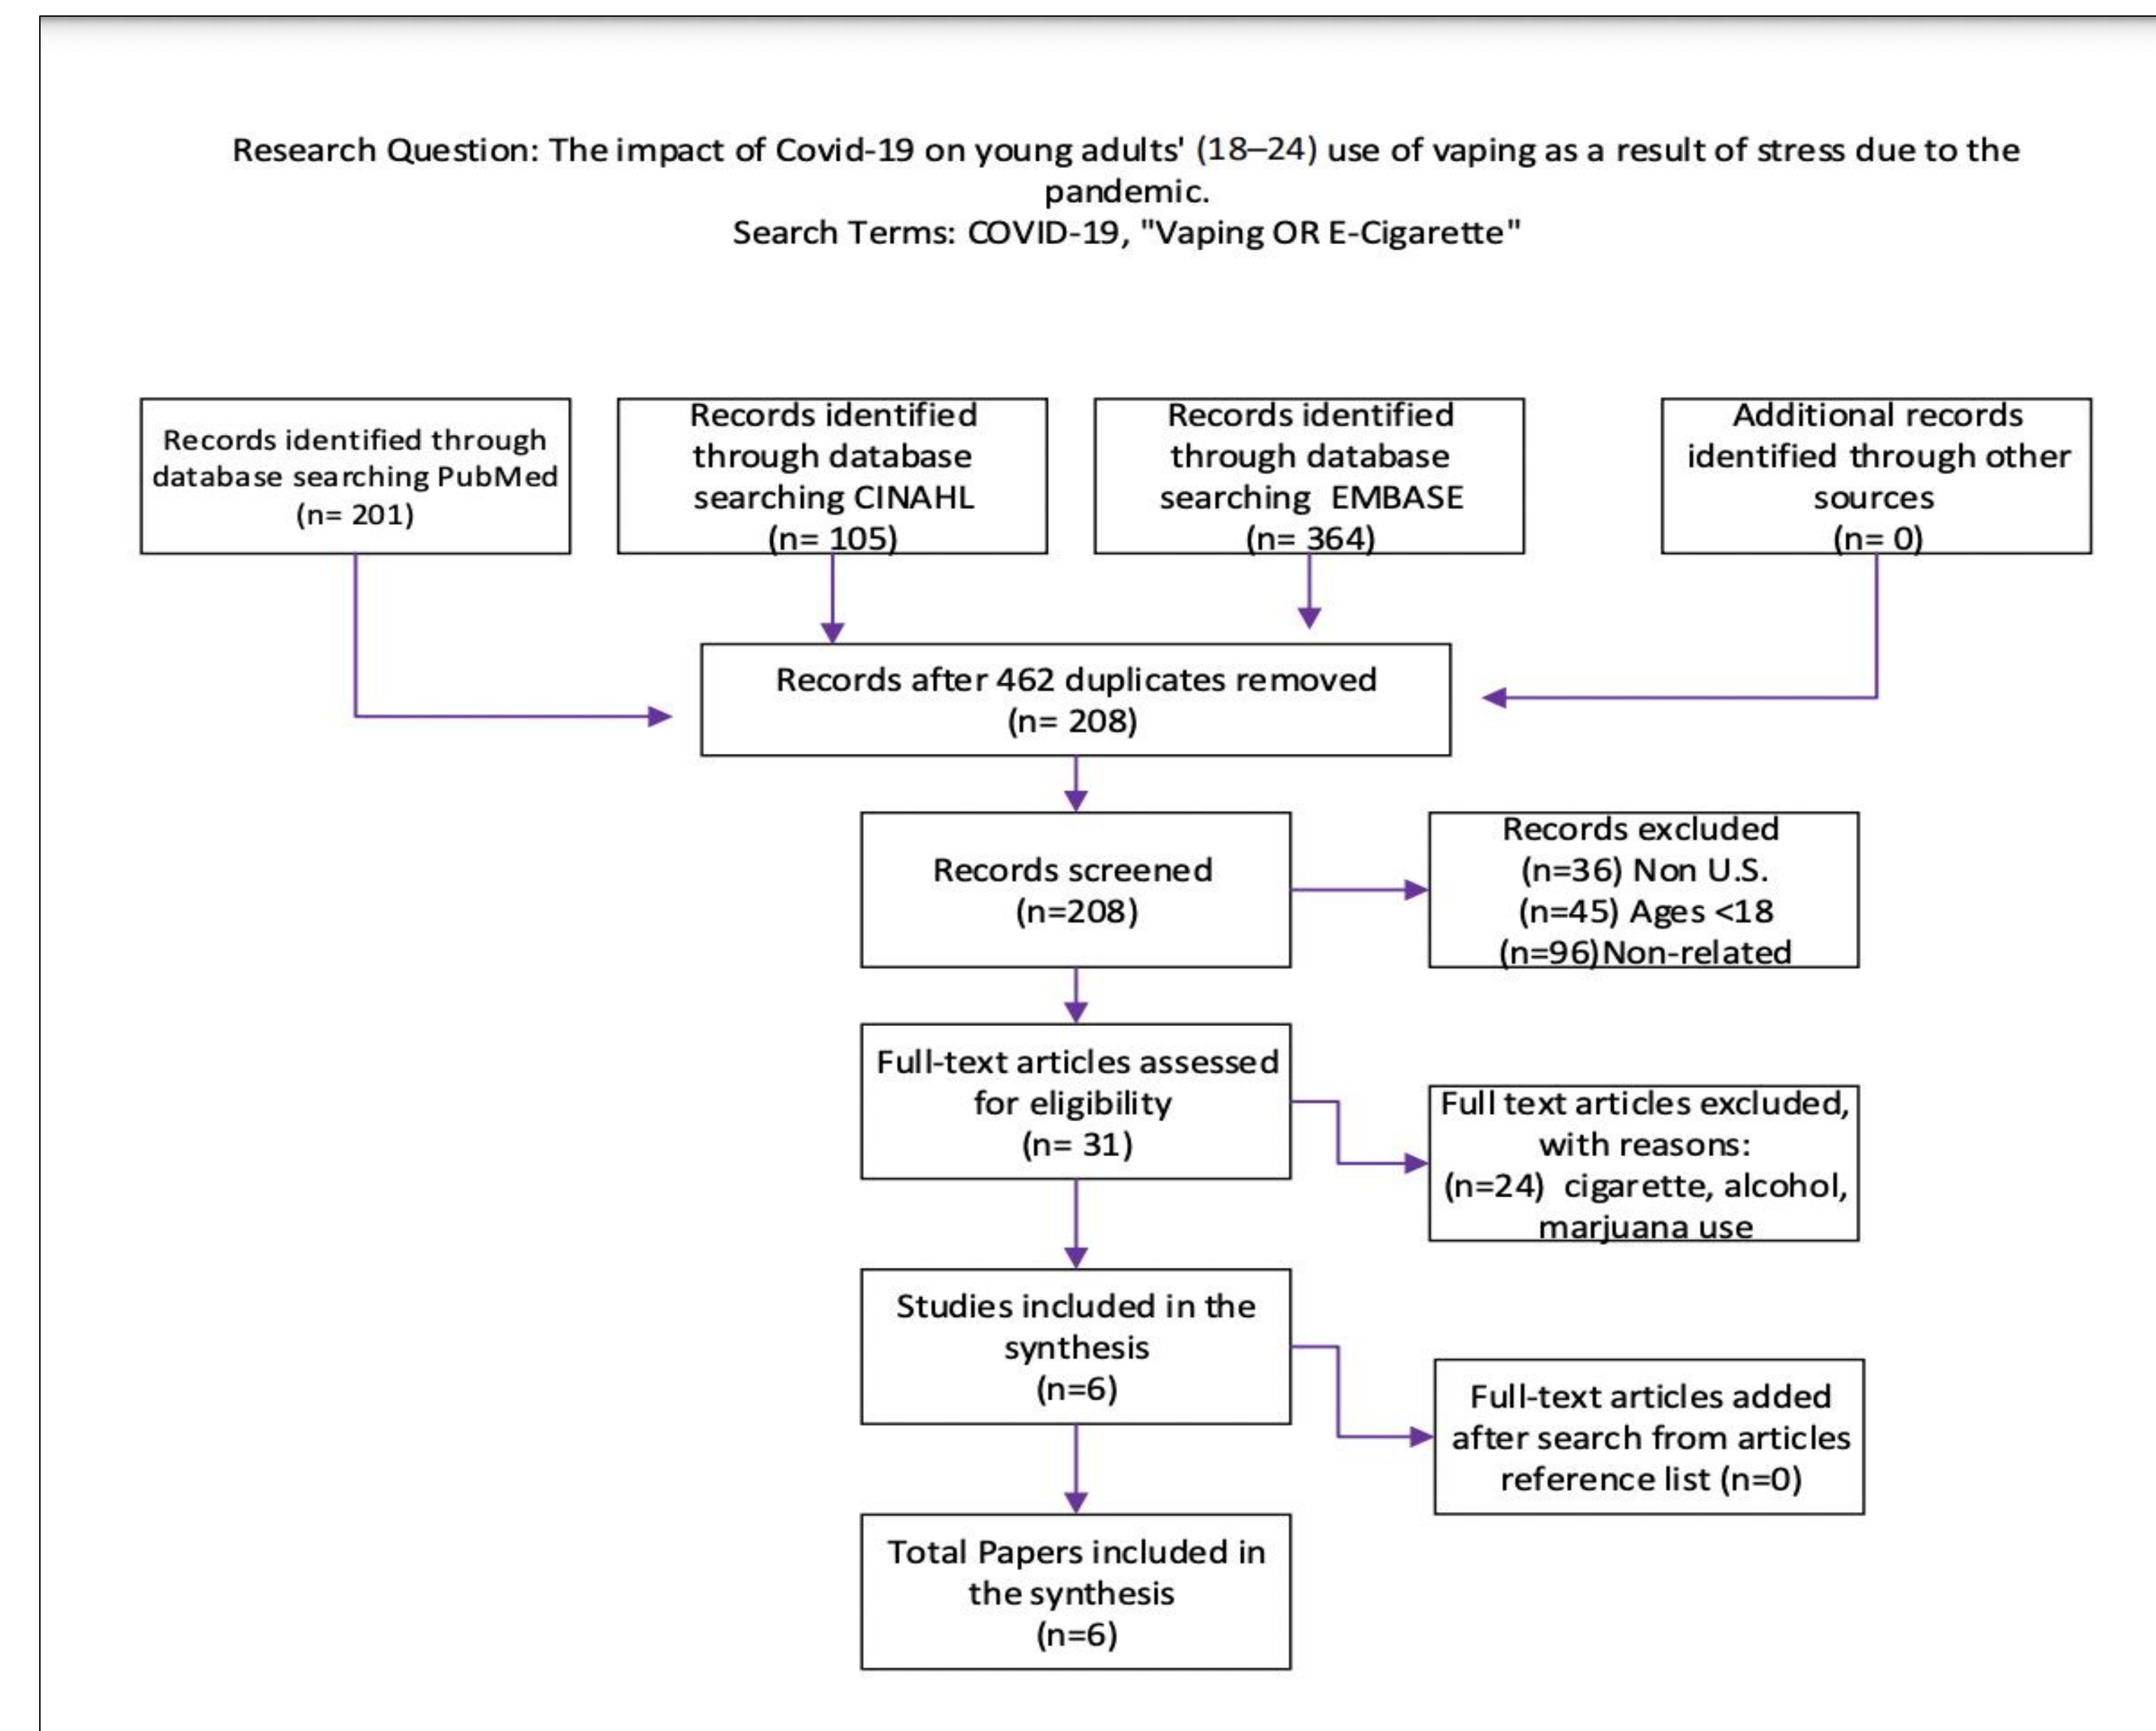 Research Question: The impact of Covid-19 on young adults' (18–24) use of vaping as a result of stress due to the
pandemic.
Search Terms: COVID-19, "Vaping OR E-Cigarette"
Records identified through
database searching PubMed
(n= 201)
Records identified
through database
searching CINAHL
(n= 105)
Records identified
through database
searching EMBASE
(n= 364)
Additional records
identified through other
sources
(n= 0)
Records after 462 duplicates removed
(n= 208)
Records screened
(n=208)
Records excluded
(n=36) Non U.S.
(n=45) Ages <18
(n=96)Non-related
Full-text articles assessed
for eligibility
(n= 31)
Full text articles excluded,
with reasons:
(n=24) cigarette, alcohol,
marjuana use
Studies included in the
synthesis
(n=6)
Full-text articles added
after search from articles
reference list (n=0)
Total Papers included in
the synthesis
(n=6)